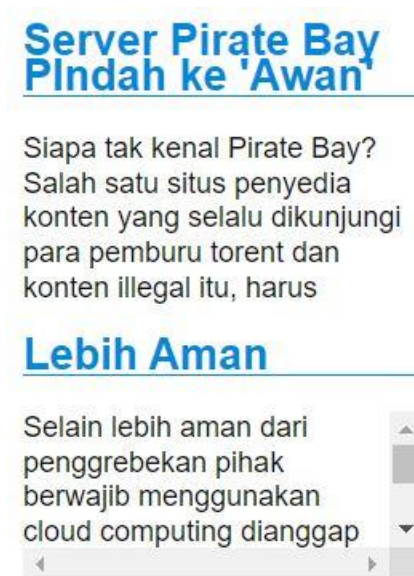 Server Pirate Bay
PIndah ke 'Awan'
Siapa tak kenal Pirate Bay?
Salah satu situs penyedia
konten yang selalu dikunjungi
para pemburu torent dan
konten illegal itu, harus
Lebih Aman
Selain lebih aman dari
penggrebekan pihak
berwajib menggunakan
cloud computing dianggap